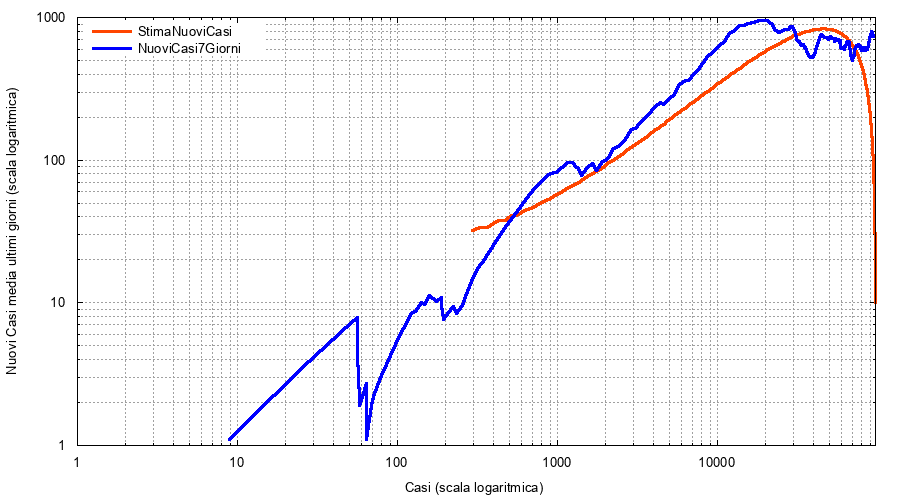 1000
StimaNuoviCasi
NuoviCasi7Giorni
100
10
1
Nuovi Casi media ultimi giorni (scala logaritmica)
1 10 100 1000 10000
Casi (scala logaritmica)